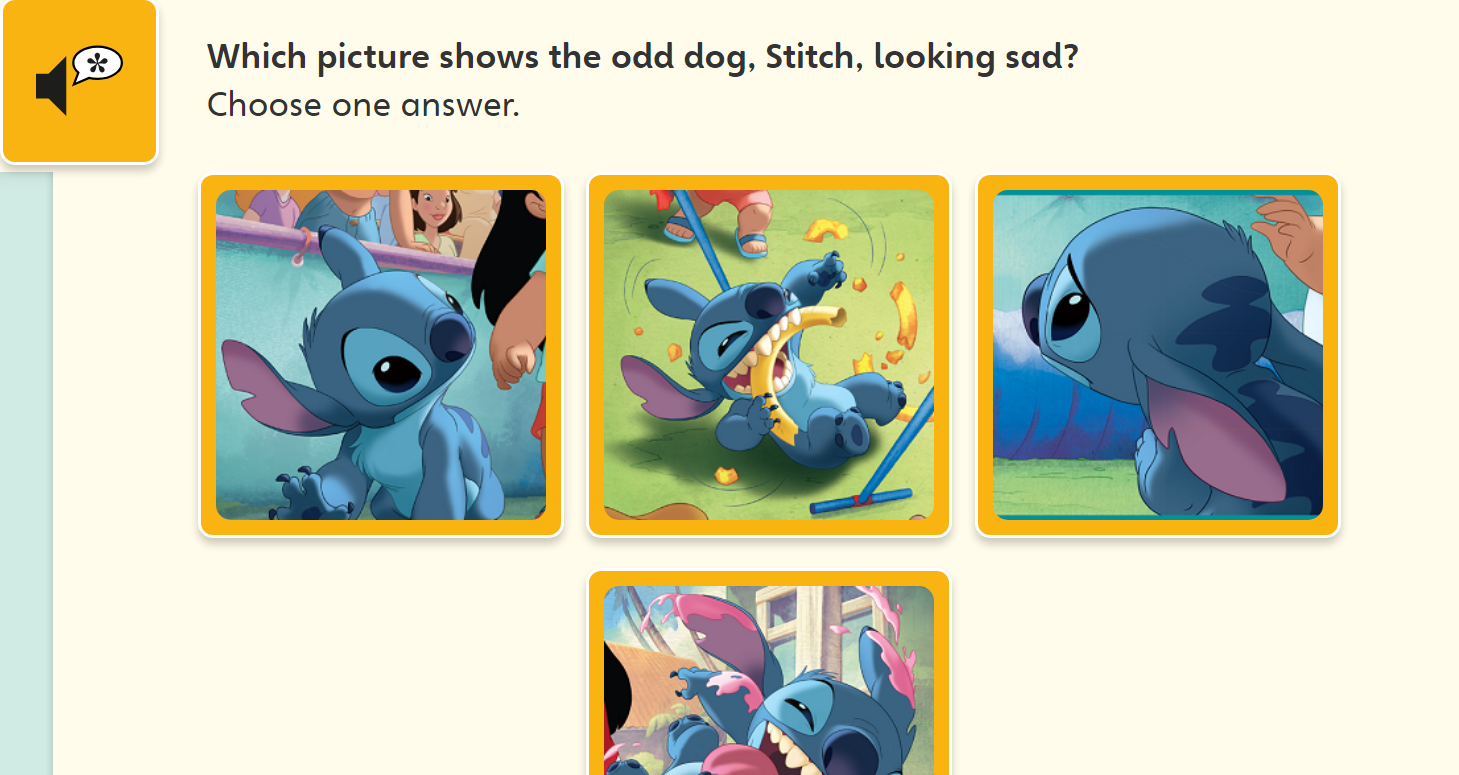 Which picture shows the odd dog, Stitch, looking sad?
Choose one answer.